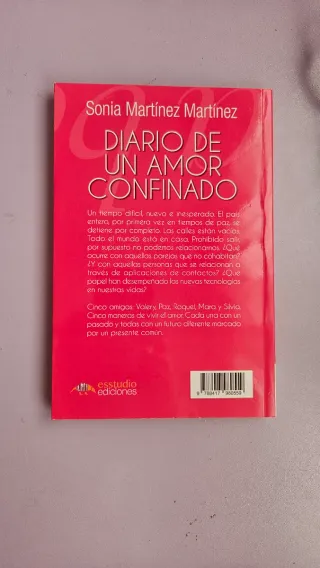 Sonia Martínez Martínez
DIARIO DE
UN AMOR
CONFINADO
Un tiempo difícil, nuevo e inesperado. El país
entero, por primera vez en tiempos de paz, se
detiene por completo. Las calles están vacías.
Todo el mundo está en casa. Prohibido salir,
por supuesto no podemos relacionarnos. ¿Qué
ocurre con aquellas parejas que no cohabitan?
¿Y con aquellas personas que se relacionan a
través de aplicaciones de contactos? ¿Qué
papel han desempeñado las nuevas tecnologías
en nuestras vidas?
Cinco amigas: Valery, Paz, Raquel, Mara y Silvia.
Cinco maneras de vivir el amor. Cada una con un
pasado y todas con un futuro diferente marcado
por un presente común.
esstudio
ediciones